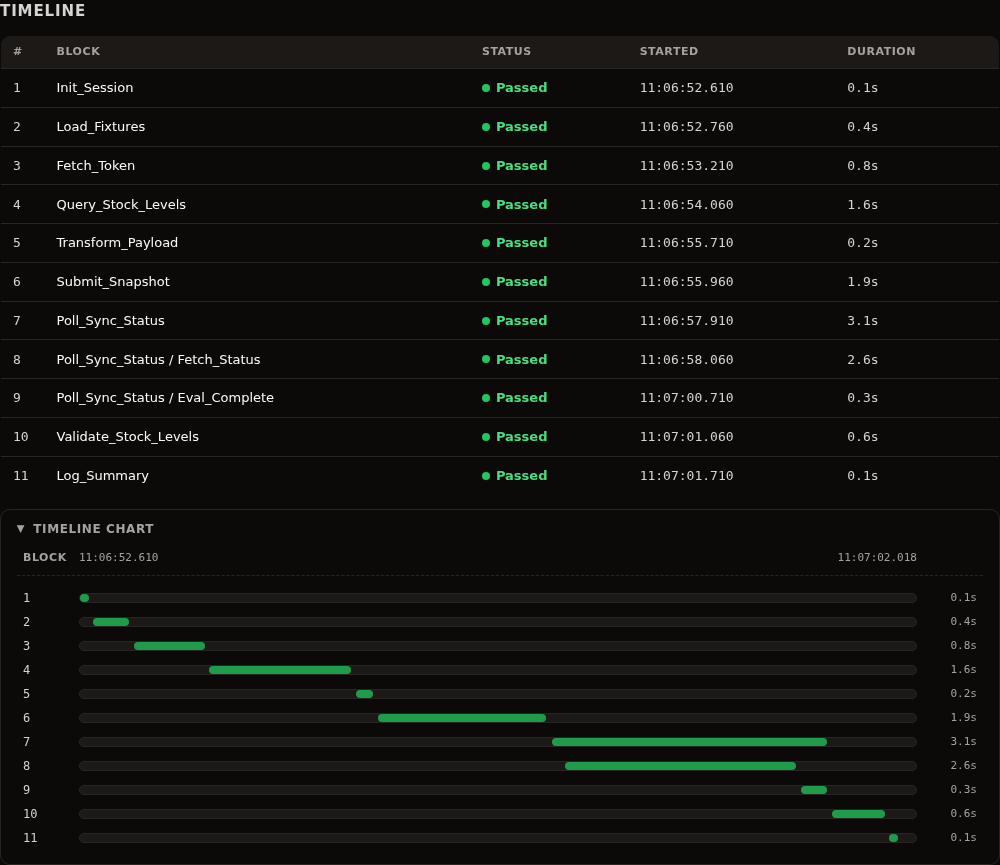 TIMELINE
# BLOCK STATUS STARTED DURATION
1 Init_Session Passed 11:06:52.610 0.1s
2 Load_Fixtures Passed 11:06:52.760 0.4s
3 Fetch_Token Passed 11:06:53.210 0.8s
4 Query_Stock_Levels Passed 11:06:54.060 1.6s
5 Transform_Payload Passed 11:06:55.710 0.2s
6 Submit_Snapshot Passed 11:06:55.960 1.9s
7 Poll_Sync_Status Passed 11:06:57.910 3.1s
8 Poll_Sync_Status / Fetch_Status Passed 11:06:58.060 2.6s
9 Poll_Sync_Status / Eval_Complete Passed 11:07:00.710 0.3s
10 Validate_Stock_Levels Passed 11:07:01.060 0.6s
11 Log_Summary Passed 11:07:01.710 0.1s
▼ TIMELINE CHART
BLOCK 11:06:52.610 11:07:02.018
1 0.1s
2 0.4s
3 0.8s
4 1.6s
5 0.2s
6 1.9s
7 3.1s
8 2.6s
9 0.3s
10 0.6s
11 0.1s